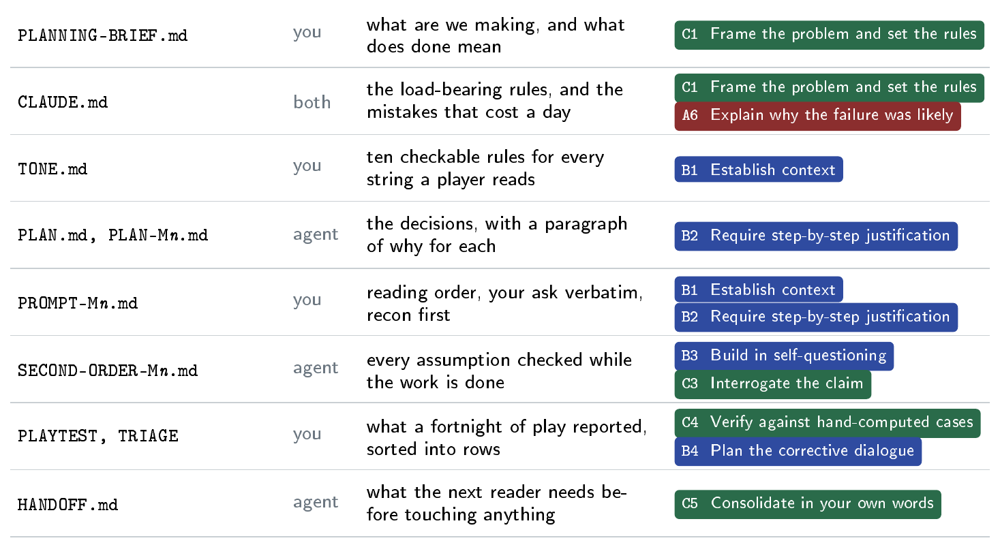 PLANNING-BRIEF.md you what are we making, and what C1 Frame the problem and set the rules
does done mean
CLAUDE.md both the load-bearing rules, and the C1 Frame the problem and set the rules
mistakes that cost a day A6 Explain why the failure was likely
TONE.md you ten checkable rules for every B1 Establish context
string a player reads
PLAN.md, PLAN-Mn.md agent the decisions, with a paragraph B2 Require step-by-step justification
of why for each
PROMPT-Mn.md you reading order, your ask verbatim, B1 Establish context
recon first B2 Require step-by-step justification
SECOND-ORDER-Mn.md agent every assumption checked while B3 Build in self-questioning
the work is done C3 Interrogate the claim
PLAYTEST, TRIAGE you what a fortnight of play reported, C4 Verify against hand-computed cases
sorted into rows B4 Plan the corrective dialogue
HANDOFF.md agent what the next reader needs be-
fore touching anything C5 Consolidate in your own words